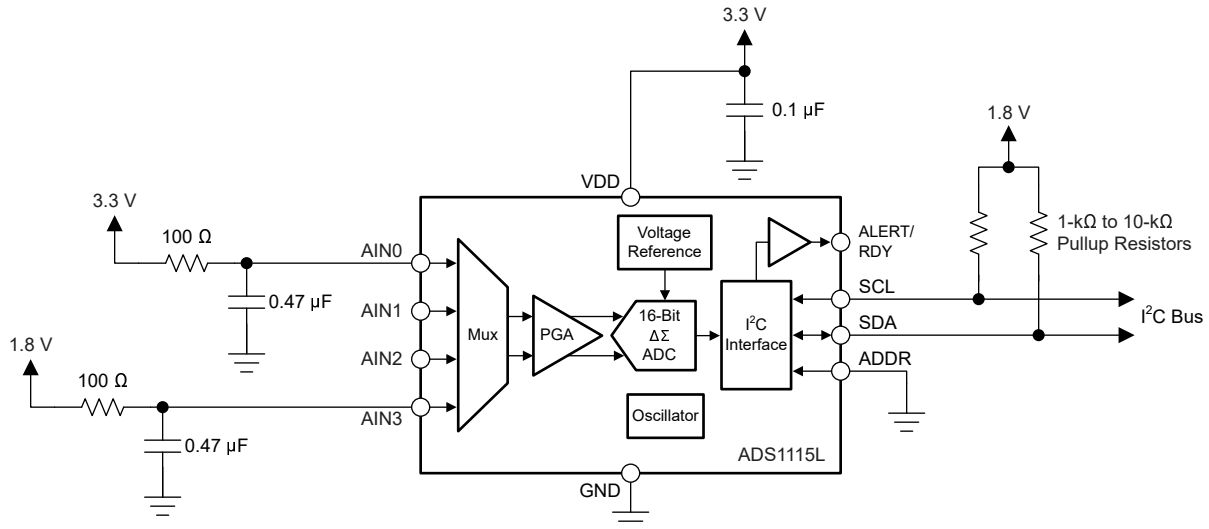 3.3 V
0.1 µF
1.8 V
VDD
3.3 V
100 Ω
1-kΩ to 10-kΩ
Pullup Resistors
Voltage
Reference
ALERT/
RDY
AIN0
0.47 µF
AIN1
Mux
PGA
16-Bit
ΔΣ
ADC
I²C
Interface
SCL
SDA
I²C Bus
1.8 V
AIN2
ADDR
100 Ω
AIN3
Oscillator
0.47 µF
ADS1115L
GND